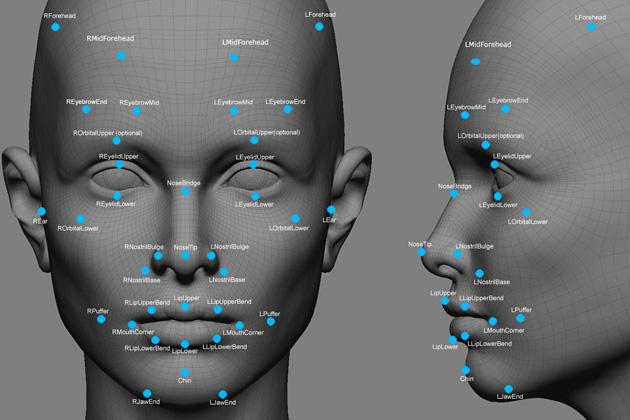 RForehead
LForehead
RMidForehead
LMidForehead
REyebrowEnd
REyebrowMid
LEyebrowMid
LEyebrowEnd
ROrbitalUpper(optional)
LOrbitalUpper(optional)
REyelidUpper
LEyelidUpper
NoseBridge
REyelidLower
LEyelidLower
REar
ROrbitalLower
LOrbitalLower
LEar
RNostrilBulge
NoseTip
LNostrilBulge
RNostrilBase
LNostrilBase
RLipUpperBend
LipUpper
LLipUpperBend
RPuffer
LPuffer
RMouthCorner
LMouthCorner
RLipLowerBend
LipLower
LLipLowerBend
Chin
RJawEnd
LJawEnd
LForehead
LMidForehead
LEyebrowMid
LEyebrowEnd
LOrbitalUpper(optional)
LEyelidUpper
NoseBridge
LEyelidLower
LOrbitalLower
NoseTip
LNostrilBulge
LNostrilBase
LipUpper
LLipUpperBend
LPuffer
LMouthCorner
LipLower
LLipLowerBend
Chin
LJawEnd